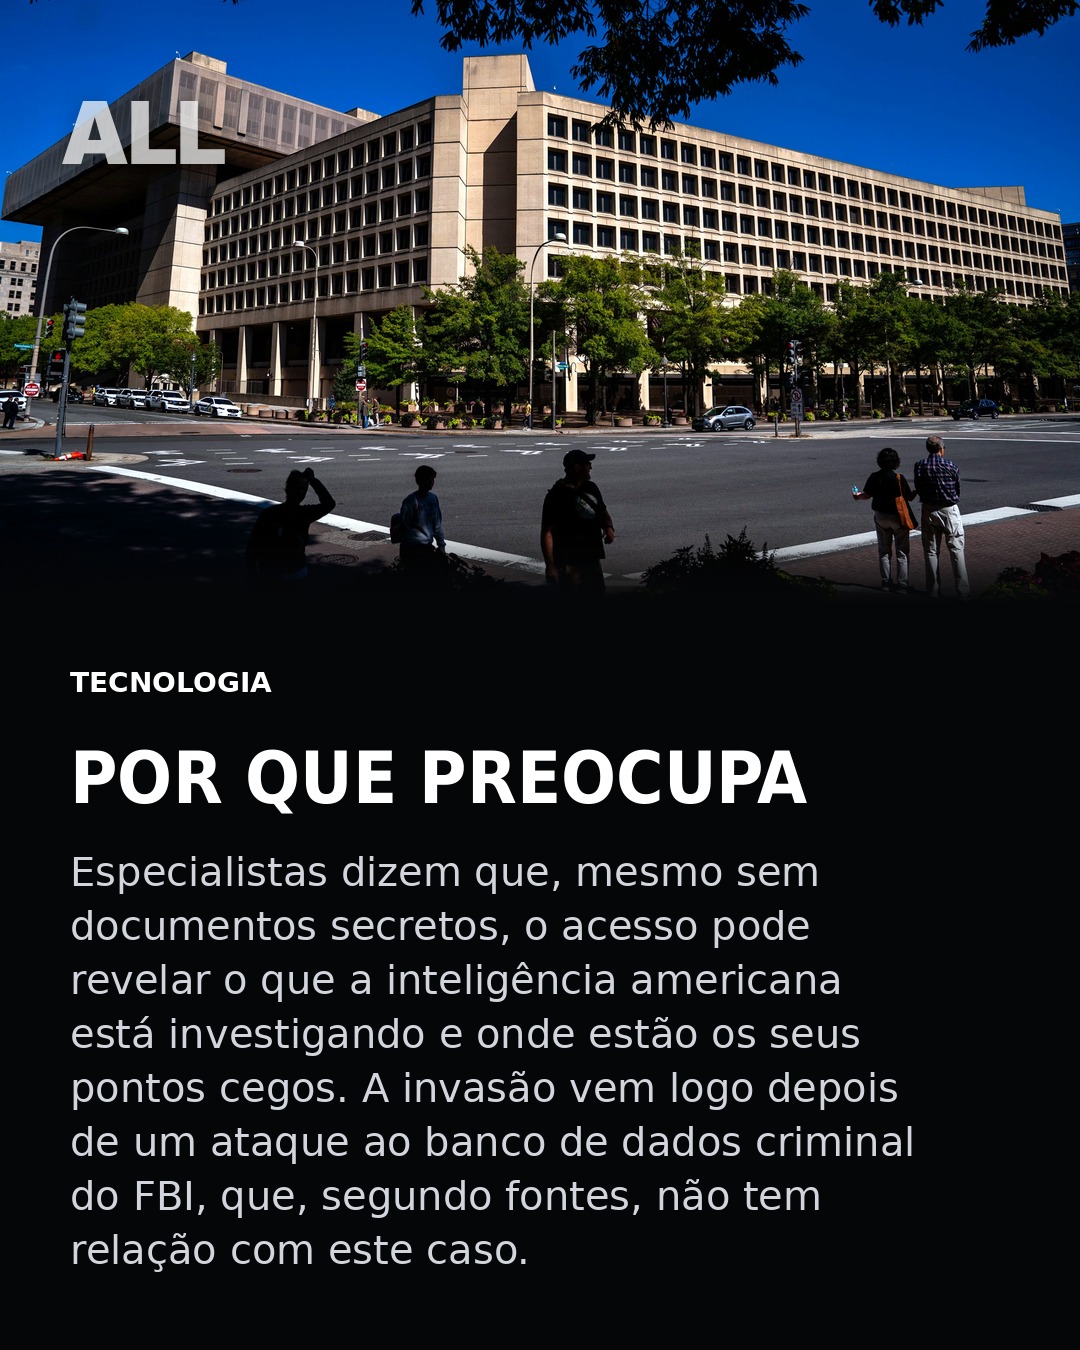 ALL
TECNOLOGIA
POR QUE PREOCUPA
Especialistas dizem que, mesmo sem
documentos secretos, o acesso pode
revelar o que a inteligência americana
está investigando e onde estão os seus
pontos cegos. A invasão vem logo depois
de um ataque ao banco de dados criminal
do FBI, que, segundo fontes, não tem
relação com este caso.